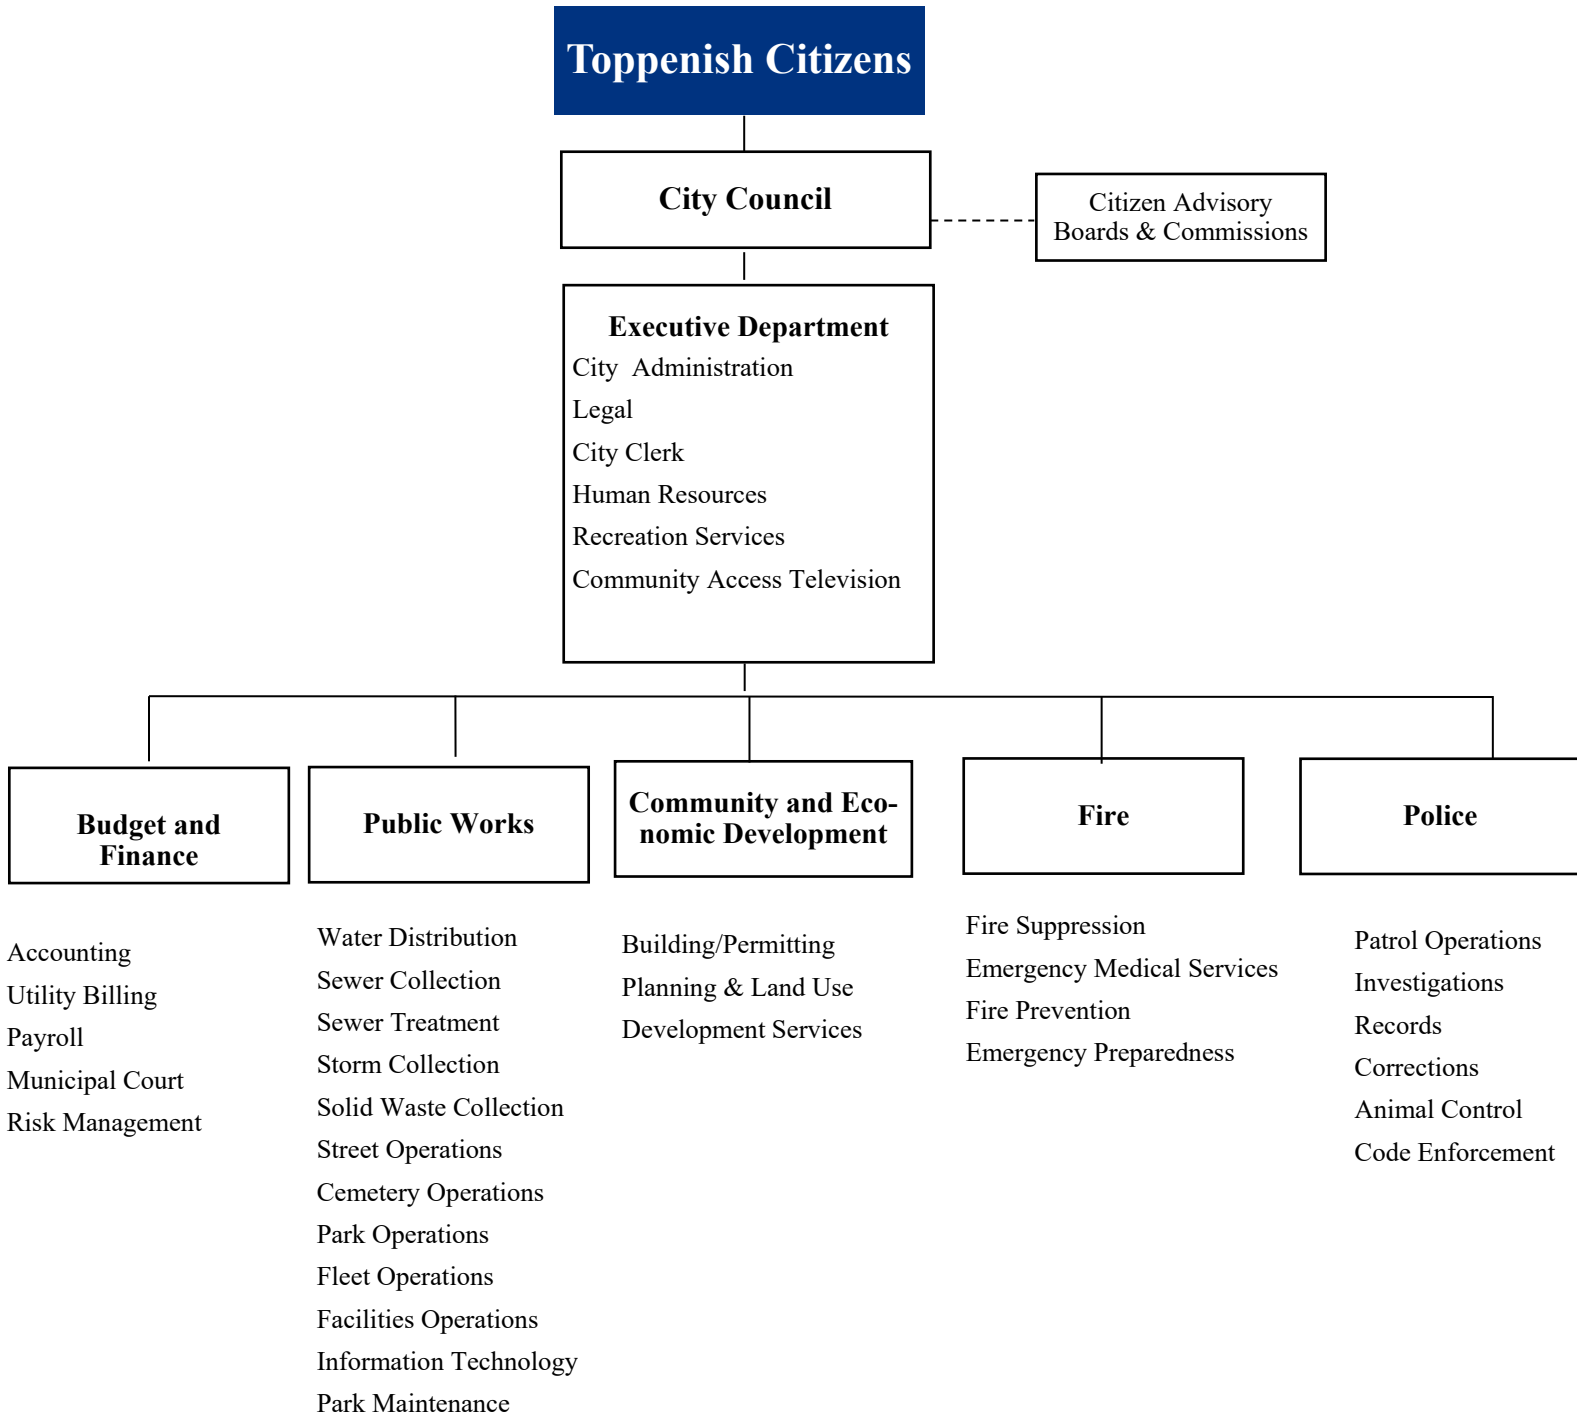 Toppenish Citizens
City Council
Citizen Advisory
Boards & Commissions
Executive Department
City  Administration
Legal
City Clerk
Human Resources
Recreation Services
Community Access Television
Budget and
Finance
Accounting
Utility Billing
Payroll
Municipal Court
Risk Management
Public Works
Water Distribution
Sewer Collection
Sewer Treatment
Storm Collection
Solid Waste Collection
Street Operations
Cemetery Operations
Park Operations
Fleet Operations
Facilities Operations
Information Technology
Park Maintenance
Community and Eco-
nomic Development
Building/Permitting
Planning & Land Use
Development Services
Fire
Fire Suppression
Emergency Medical Services
Fire Prevention
Emergency Preparedness
Police
Patrol Operations
Investigations
Records
Corrections
Animal Control
Code Enforcement